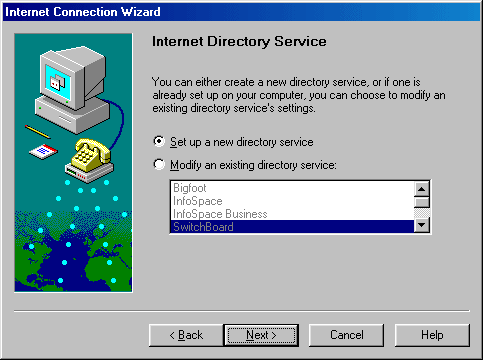 Internet Connection Wizard
Internet Directory Service
You can either create a new directory service, or if one is
already set up on your computer, you can choose to modify an
existing directory service's settings.
Set up a new directory service
Modify an existing directory service:
Bigfoot
InfoSpace
InfoSpace Business
SwitchBoard
< Back
Next >
Cancel
Help